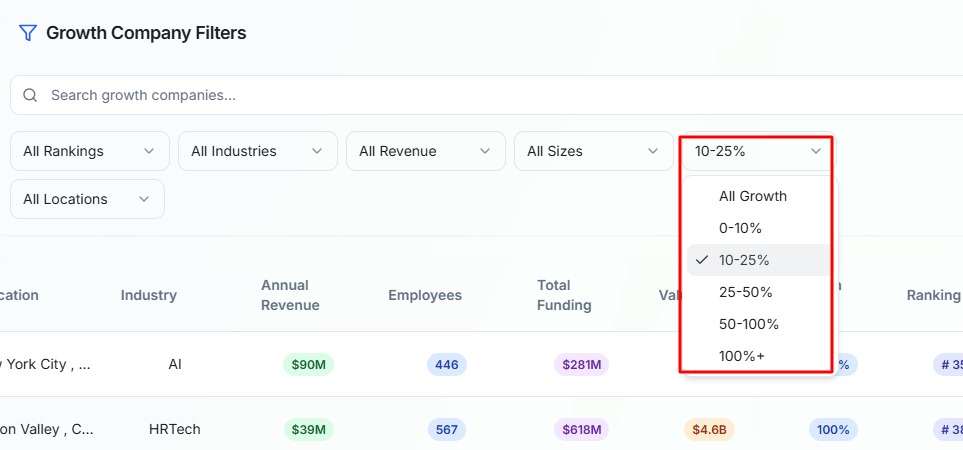 Growth Company Filters
Search growth companies...
All Rankings
All Industries
All Revenue
All Sizes
10-25%
All Locations
All Growth
0-10%
10-25%
25-50%
50-100%
100%+
cation
Industry
Annual
Revenue
Employees
Total
Funding
Val
Ranking
York City , ...
AI
$90M
446
$281M
%
# 35
on Valley , C...
HRTech
$39M
567
$618M
$4.6B
100%
# 38